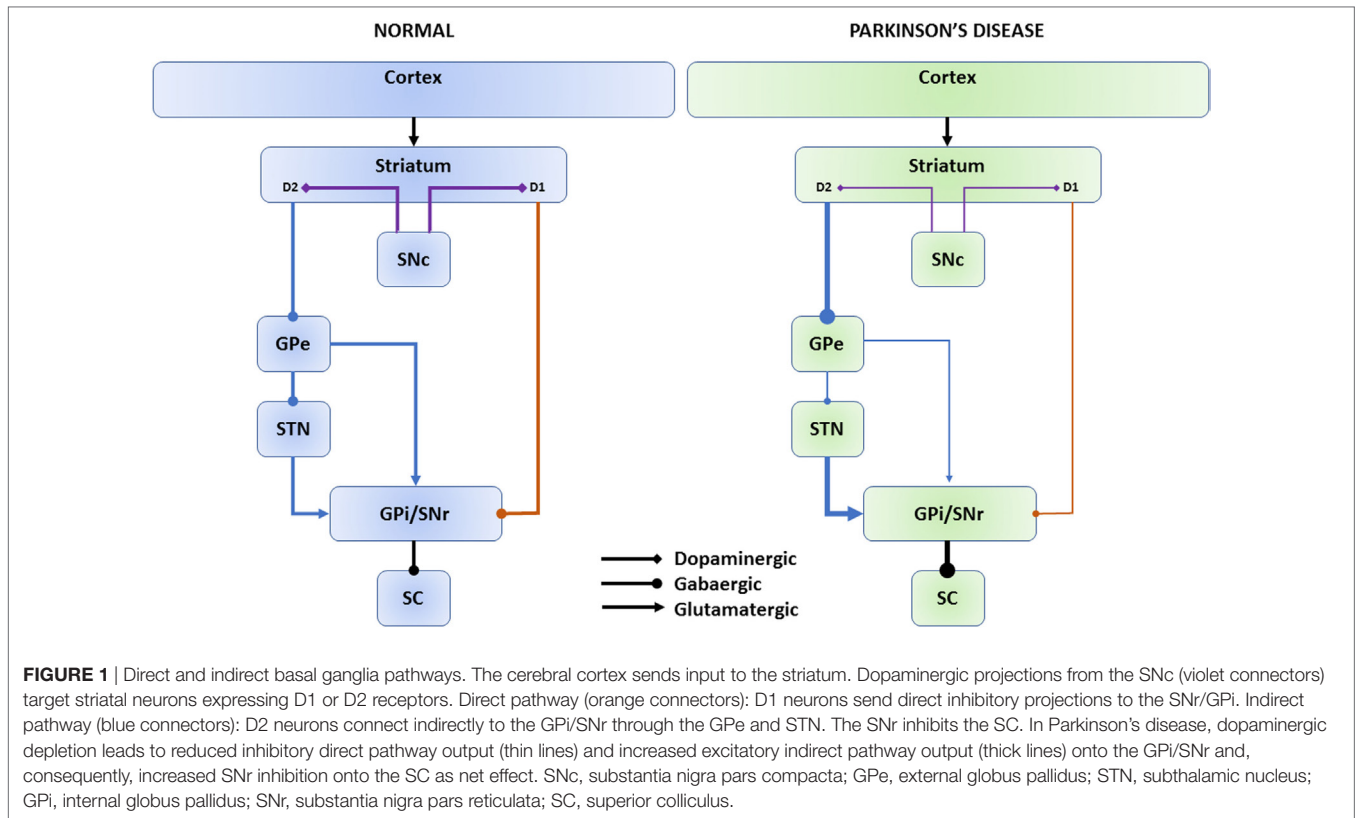 NORMAL
Cortex
Striatum
D2
D1
SNc
GPe
STN
GPi/SNr
SC
PARKINSON'S DISEASE
Cortex
Striatum
D2
D1
SNc
GPe
STN
GPi/SNr
SC
Dopaminergic
Gabaergic
Glutamatergic
FIGURE 1 | Direct and indirect basal ganglia pathways. The cerebral cortex sends input to the striatum. Dopaminergic projections from the SNc (violet connectors)
target striatal neurons expressing D1 or D2 receptors. Direct pathway (orange connectors): D1 neurons send direct inhibitory projections to the SNr/GPi. Indirect
pathway (blue connectors): D2 neurons connect indirectly to the GPi/SNr through the GPe and STN. The SNr inhibits the SC. In Parkinson's disease, dopaminergic
depletion leads to reduced inhibitory direct pathway output (thin lines) and increased excitatory indirect pathway output (thick lines) onto the GPi/SNr and,
consequently, increased SNr inhibition onto the SC as net effect. SNc, substantia nigra pars compacta; GPe, external globus pallidus; STN, subthalamic nucleus;
GPi, internal globus pallidus; SNr, substantia nigra pars reticulata; SC, superior colliculus.